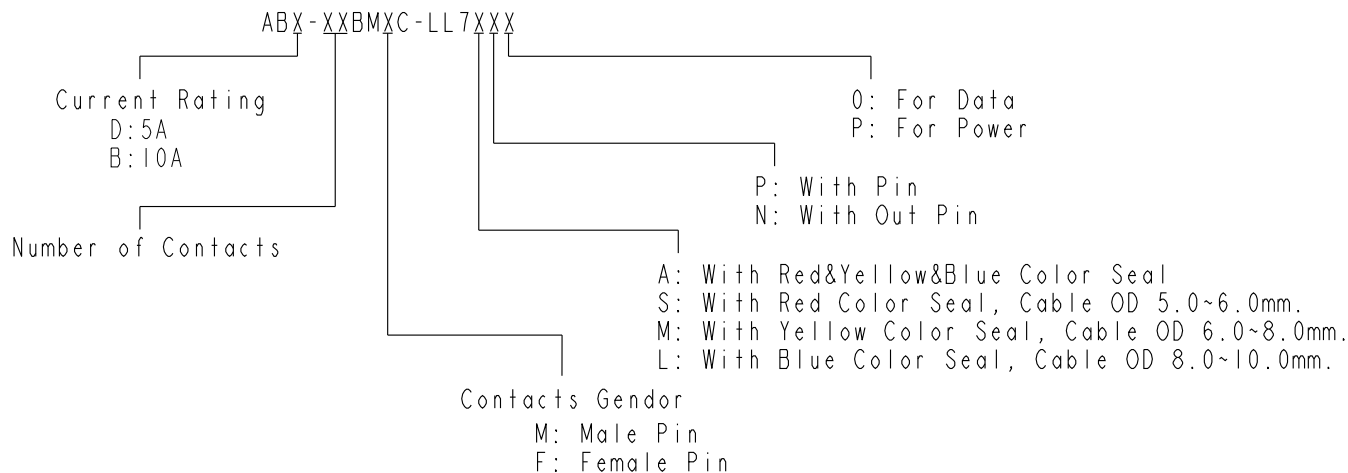 ABX-XXBMXC-LL7XXX
Current Rating
D:5A
B:10A
Number of Contacts
O: For Data
P: For Power
P: With Pin
N: With Out Pin
A: With Red&Yellow&Blue Color Seal
S: With Red Color Seal, Cable OD 5.0~6.0mm.
M: With Yellow Color Seal, Cable OD 6.0~8.0mm.
L: With Blue Color Seal, Cable OD 8.0~10.0mm.
Contacts Gendor
M: Male Pin
F: Female Pin